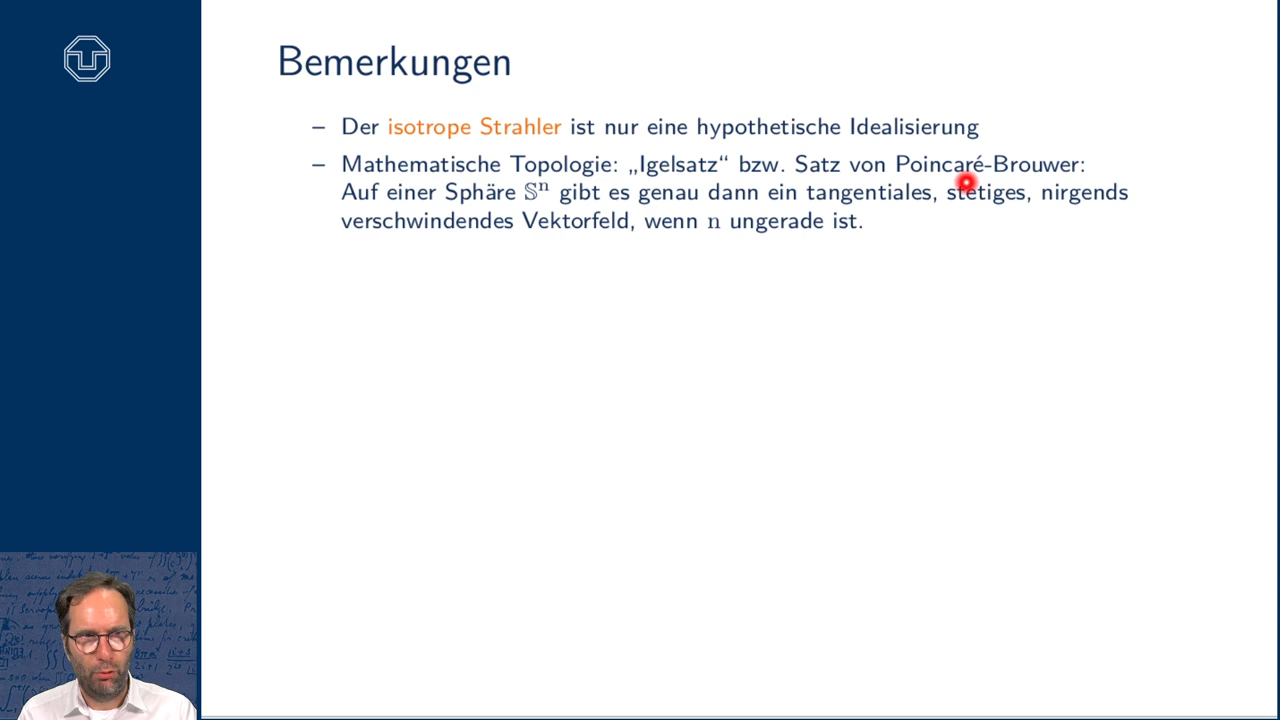 Bemerkungen
– Der isotrope Strahler ist nur eine hypothetische Idealisierung
– Mathematische Topologie: „Igelsatz“ bzw. Satz von Poincaré-Brouwer:
Auf einer Sphäre 𝕊ⁿ gibt es genau dann ein tangentiales, stetiges, nirgends
verschwindendes Vektorfeld, wenn n ungerade ist.